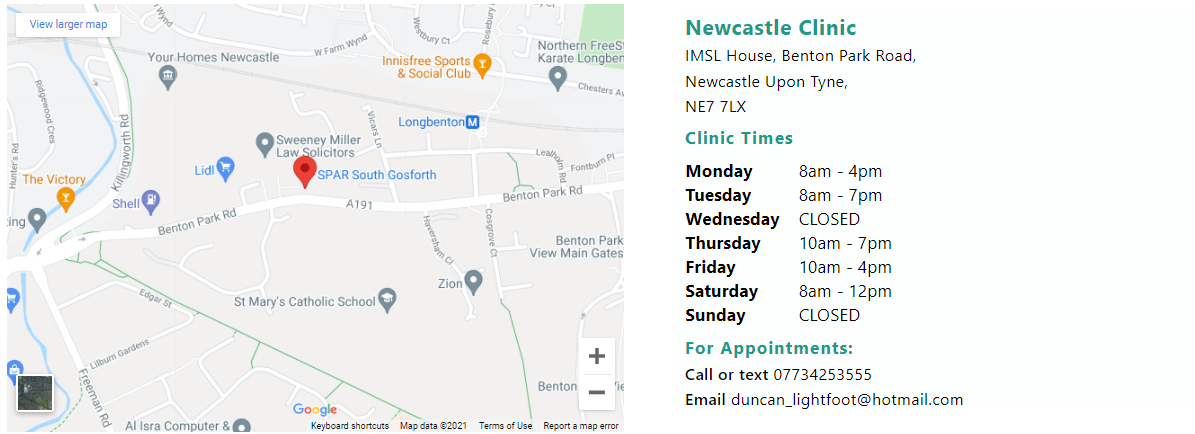 View larger map
Westbury Ct
W Farm Wynd
Rosebury
Northern FreeSt
Karate Longben
Your Homes Newcastle
Innisfree Sports
& Social Club
Chesters Av
Ridgewood Cres
Killingworth Rd
Vicars Ln
Longbenton M
Hunter's Rd
Sweeney Miller
Law Solicitors
Lealholm Rd
Fontburn Pl
Lidl
SPAR South Gosforth
The Victory
Benton Park Rd
Shell
A191
ting
Benton Park Rd
Haversham Ct
Cosgrove Ct
Benton Park
View Main Gates
Zion
Edgar St
St Mary's Catholic School
Lilburn Gardens
Freeman Rd
Benton
Al Isra Computer &
Google
Keyboard shortcuts Map data ©2021 Terms of Use Report a map error
Newcastle Clinic
IMSL House, Benton Park Road,
Newcastle Upon Tyne,
NE7 7LX
Clinic Times
Monday 8am - 4pm
Tuesday 8am - 7pm
Wednesday CLOSED
Thursday 10am - 7pm
Friday 10am - 4pm
Saturday 8am - 12pm
Sunday CLOSED
For Appointments:
Call or text 07734253555
Email duncan_lightfoot@hotmail.com